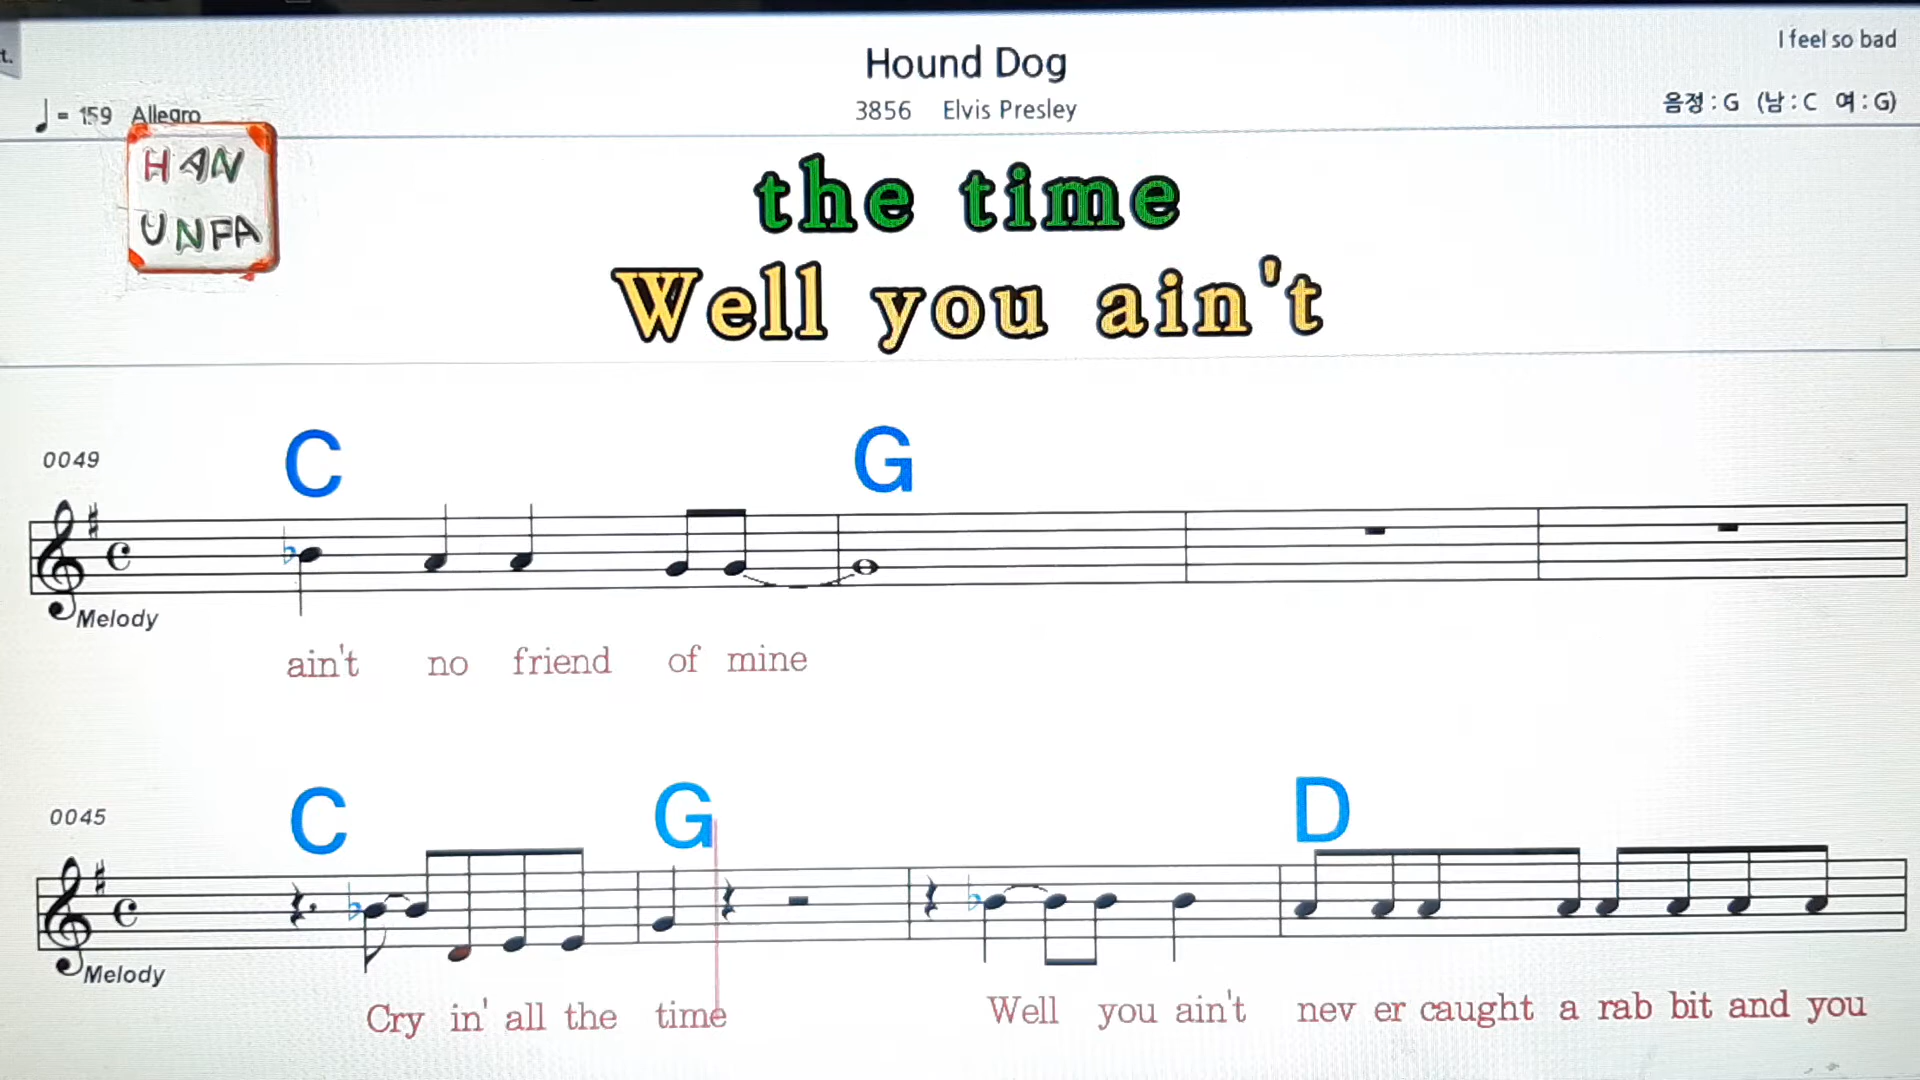 t.
I feel so bad
Hound Dog
♩ = 159 Allegro
3856 Elvis Presley
음정 : G (남 : C 여 : G)
HAN
UNFA
the time
Well you ain't
C G
0049
Melody
ain't no friend of mine
C G D
0045
Melody
Cry in' all the time Well you ain't nev er caught a rab bit and you